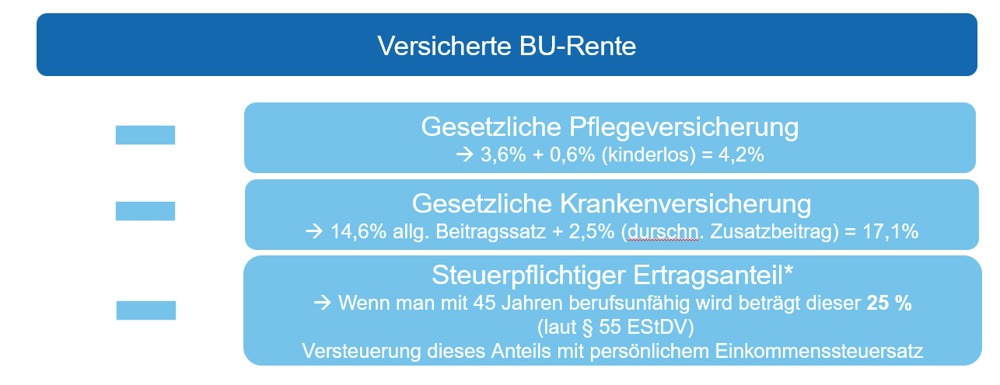 Versicherte BU-Rente
Gesetzliche Pflegeversicherung
→ 3,6% + 0,6% (kinderlos) = 4,2%
Gesetzliche Krankenversicherung
→ 14,6% allg. Beitragssatz + 2,5% (durschn. Zusatzbeitrag) = 17,1%
Steuerpflichtiger Ertragsanteil*
→ Wenn man mit 45 Jahren berufsunfähig wird beträgt dieser 25 %
(laut § 55 EStDV)
Versteuerung dieses Anteils mit persönlichem Einkommenssteuersatz